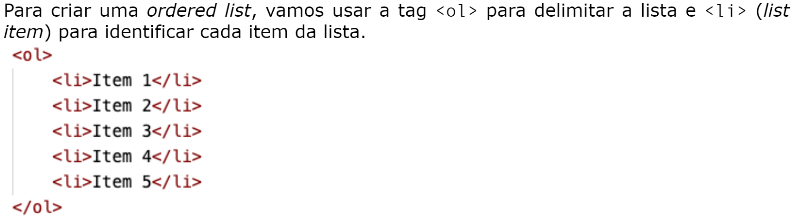 Para criar uma ordered list, vamos usar a tag <ol> para delimitar a lista e <li> (list
item) para identificar cada item da lista.
<ol>
    <li>Item 1</li>
    <li>Item 2</li>
    <li>Item 3</li>
    <li>Item 4</li>
    <li>Item 5</li>
</ol>